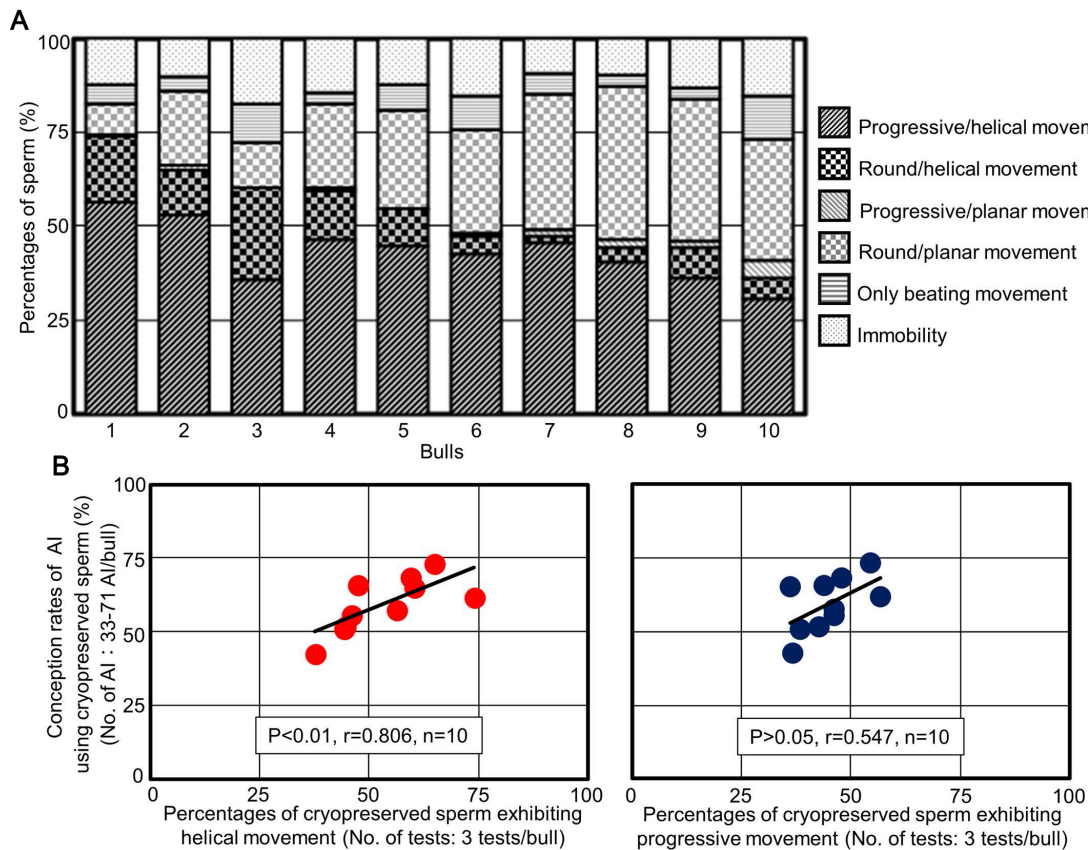 A
100
75
50
25
0
Percentages of sperm (%)
1 2 3 4 5 6 7 8 9 10
Bulls
Progressive/helical movem
Round/helical movement
Progressive/planar movem
Round/planar movement
Only beating movement
Immobility
B
100
75
50
25
0
Conception rates of AI
using cryopreserved sperm (%)
(No. of AI : 33-71 AI/bull)
P<0.01, r=0.806, n=10
0 25 50 75 100
Percentages of cryopreserved sperm exhibiting
helical movement (No. of tests: 3 tests/bull)
P>0.05, r=0.547, n=10
0 25 50 75 100
Percentages of cryopreserved sperm exhibiting
progressive movement (No. of tests: 3 tests/bull)